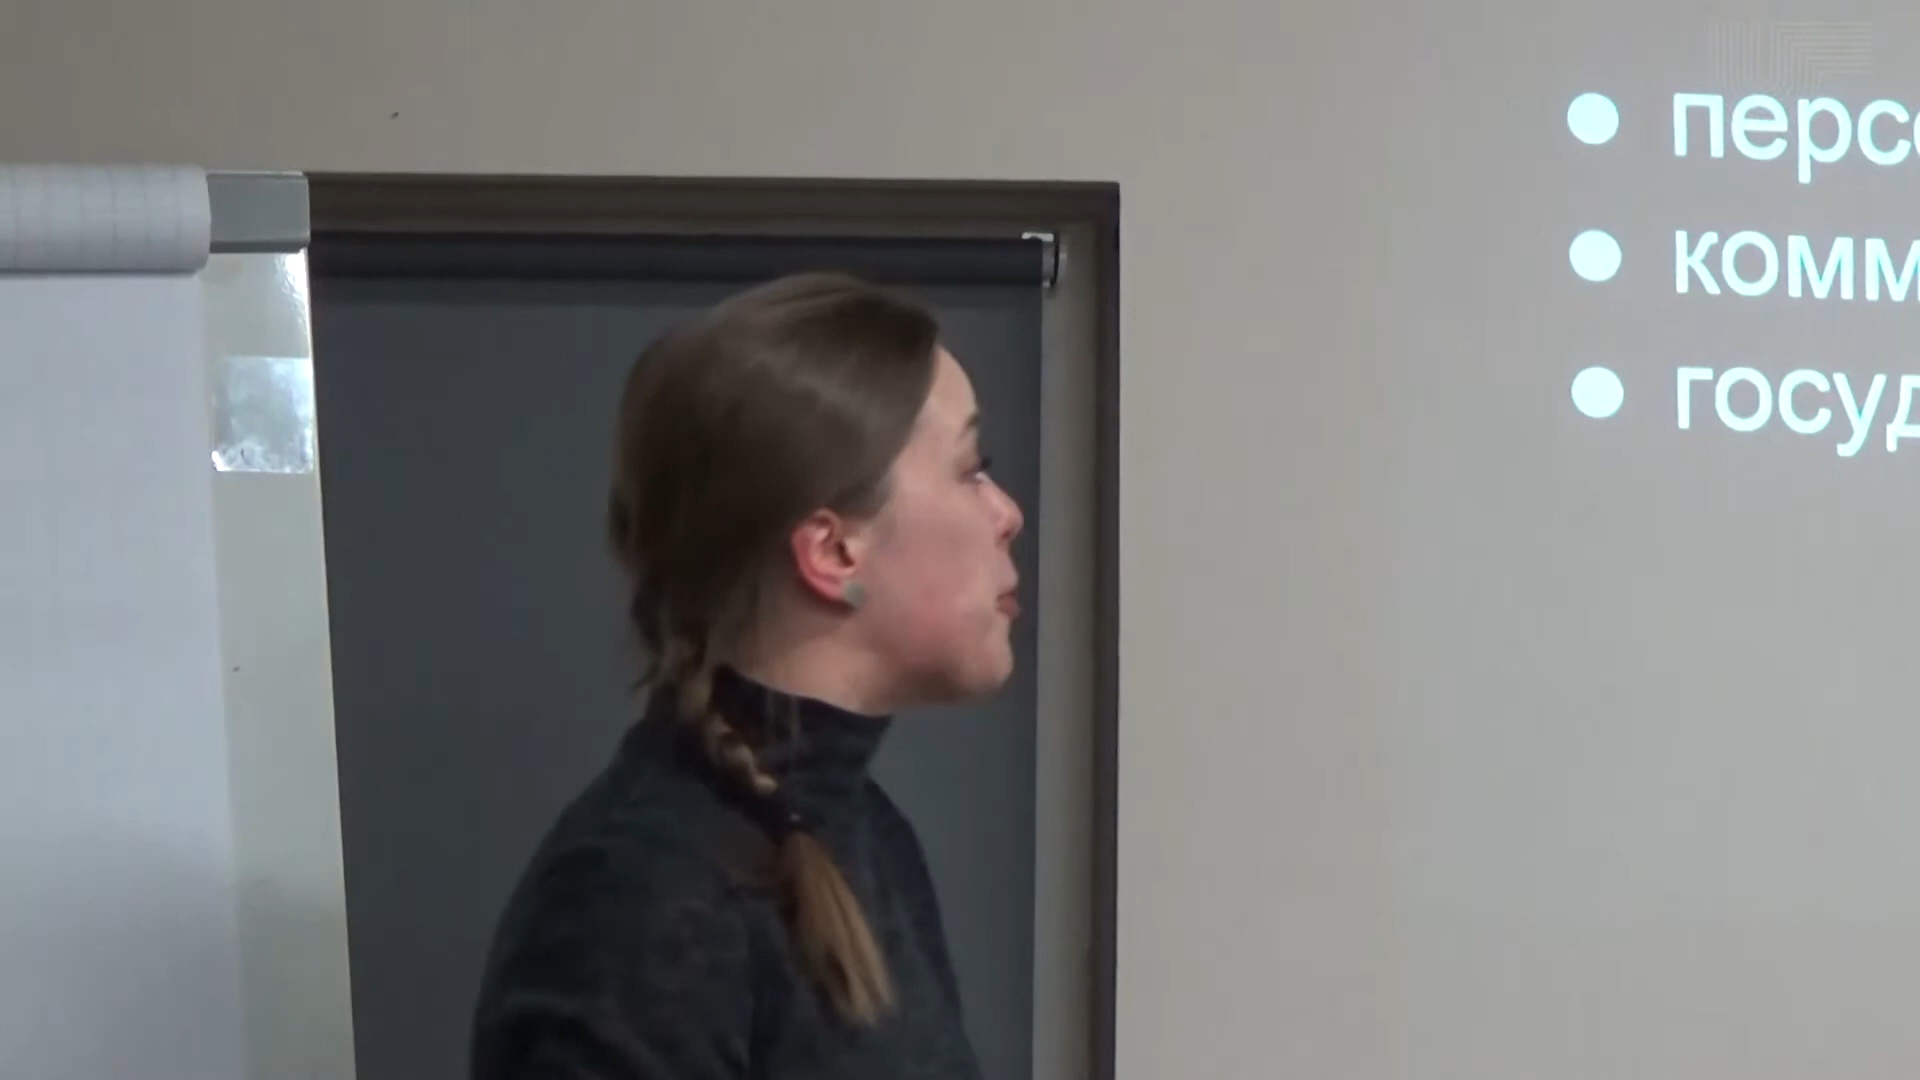 • персо
• комм
• госуд